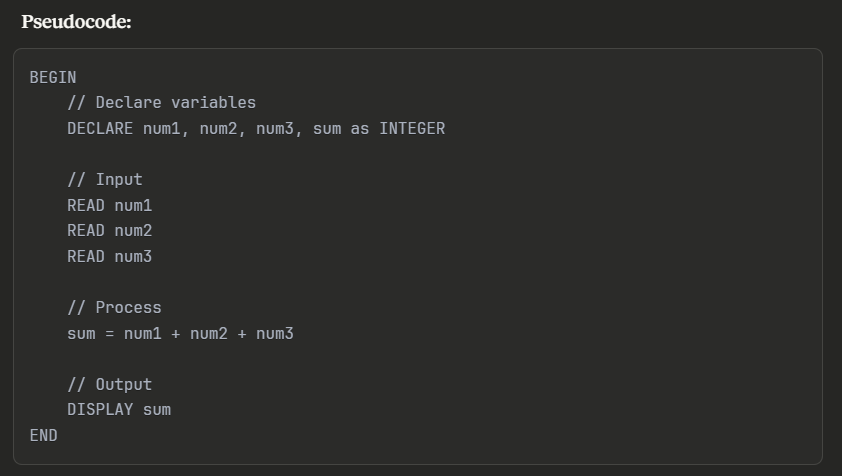 Pseudocode:
BEGIN
    // Declare variables
    DECLARE num1, num2, num3, sum as INTEGER
    // Input
    READ num1
    READ num2
    READ num3
    // Process
    sum = num1 + num2 + num3
    // Output
    DISPLAY sum
END